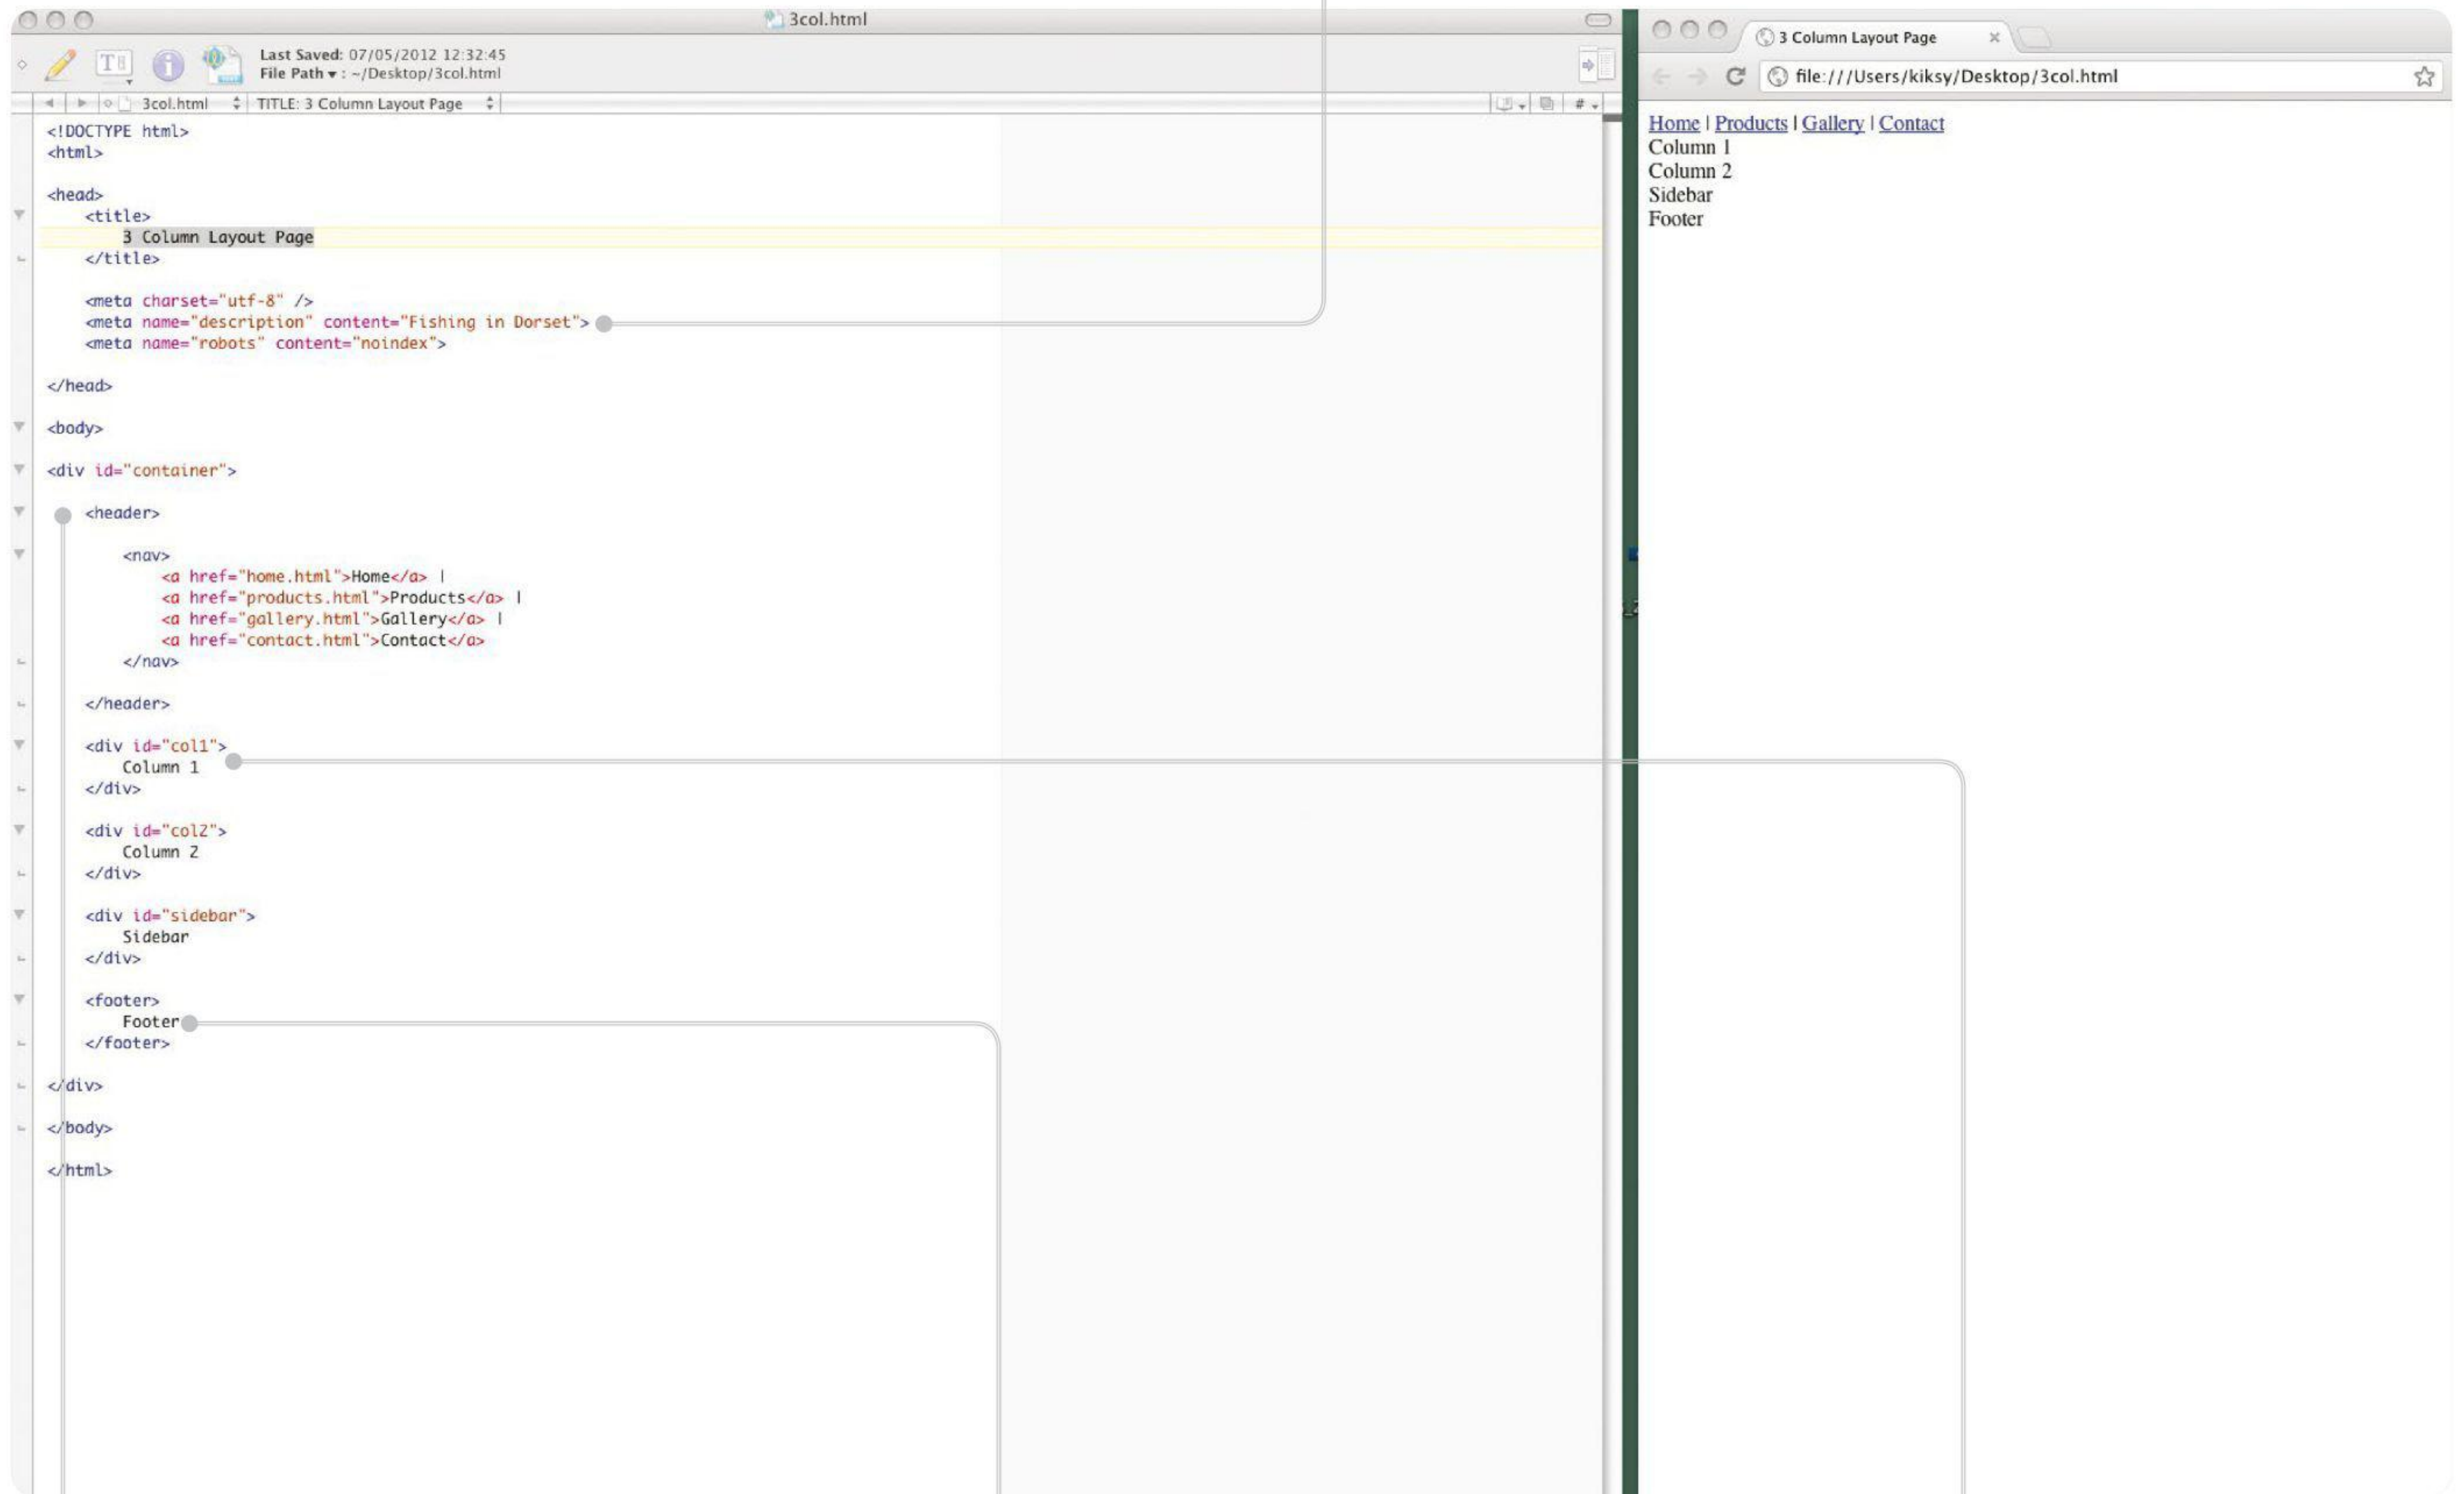 3col.html
Last Saved: 07/05/2012 12:32:45
File Path ▾ : ~/Desktop/3col.html
3col.html TITLE: 3 Column Layout Page #
<!DOCTYPE html>
<html>
<head>
<title>
3 Column Layout Page
</title>
<meta charset="utf-8" />
<meta name="description" content="Fishing in Dorset">
<meta name="robots" content="noindex">
</head>
<body>
<div id="container">
<header>
<nav>
<a href="home.html">Home</a> |
<a href="products.html">Products</a> |
<a href="gallery.html">Gallery</a> |
<a href="contact.html">Contact</a>
</nav>
</header>
<div id="col1">
Column 1
</div>
<div id="col2">
Column 2
</div>
<div id="sidebar">
Sidebar
</div>
<footer>
Footer
</footer>
</div>
</body>
</html>
3 Column Layout Page
file:///Users/kiksy/Desktop/3col.html
Home | Products | Gallery | Contact
Column 1
Column 2
Sidebar
Footer